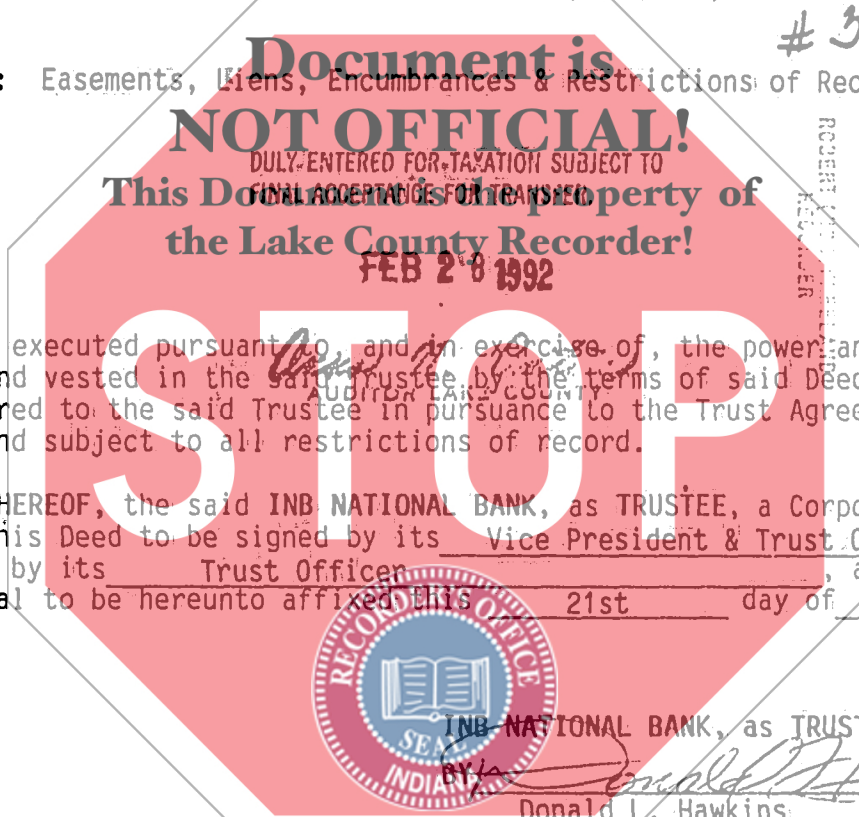 # 3
: Easements, Liens, Encumbrances & Restrictions of Rec
Document is
NOT OFFICIAL!
DULY ENTERED FOR TAXATION SUBJECT TO
FINAL ACCEPTANCE FOR TRANSFER.
This Document is the property of
the Lake County Recorder!
FEB 28 1992
RECORDER
STOP
executed pursuant to, and in exercise of, the power an
nd vested in the said Trustee by the terms of said Deed
AUDITOR LAKE COUNTY
red to the said Trustee in pursuance to the Trust Agree
nd subject to all restrictions of record.
HEREOF, the said INB NATIONAL BANK, as TRUSTEE, a Corpo
his Deed to be signed by its Vice President & Trust O
by its Trust Officer, a
al to be hereunto affixed this 21st day of
RECORDER'S OFFICE
SEAL
INDIANA
INB NATIONAL BANK, as TRUST
BY
Donald L. Hawkins